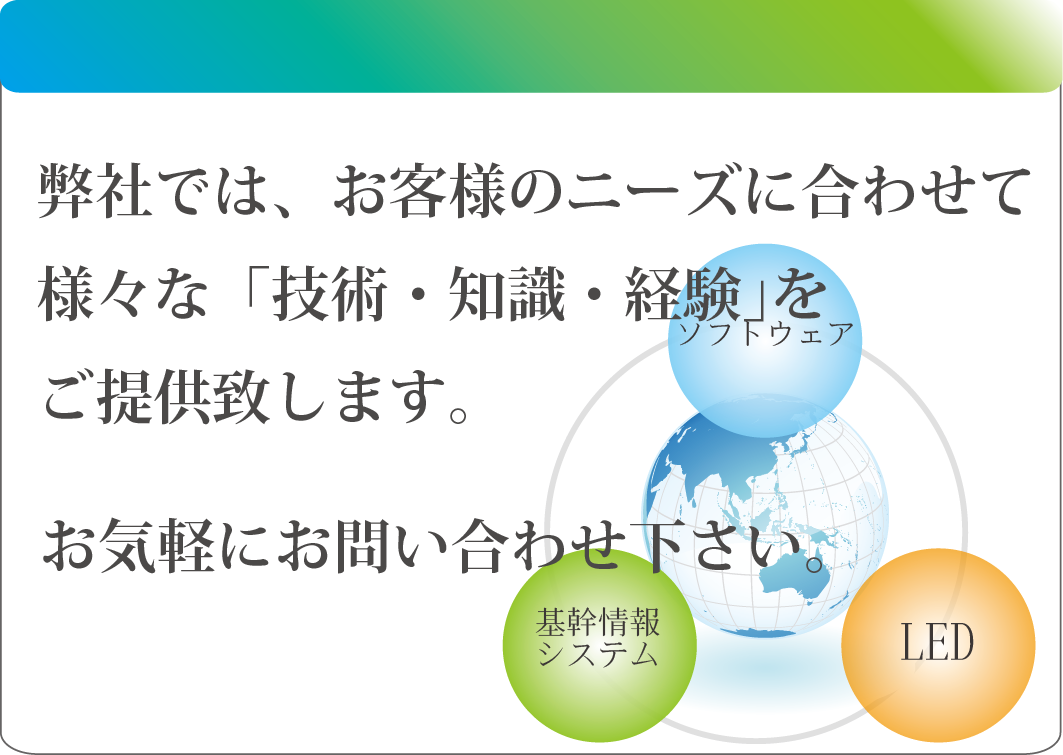 弊社では、お客様のニーズに合わせて
様々な「技術・知識・経験」を
ソフトウェア
ご提供致します。
お気軽にお問い合わせ下さい。
基幹情報
システム
LED